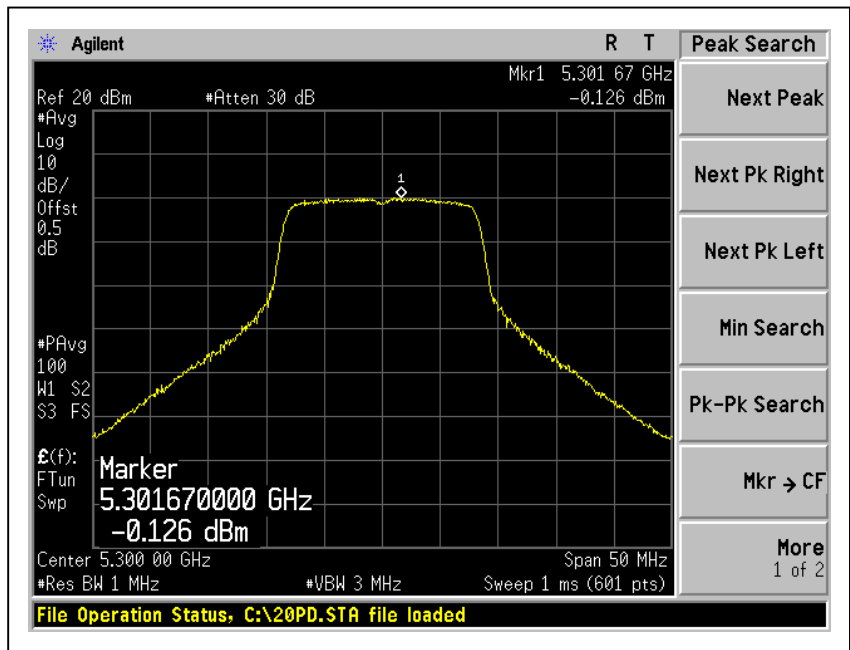 Agilent
R T
Peak Search
Mkr1 5.301 67 GHz
Ref 20 dBm #Atten 30 dB -0.126 dBm
#Avg
Log
10
dB/
Offst
0.5
dB
1
#PAvg
100
W1 S2
S3 FS
£(f):
FTun
Swp
Marker
5.301670000 GHz
-0.126 dBm
Center 5.300 00 GHz Span 50 MHz
#Res BW 1 MHz #VBW 3 MHz Sweep 1 ms (601 pts)
File Operation Status, C:\20PD.STA file loaded
Next Peak
Next Pk Right
Next Pk Left
Min Search
Pk-Pk Search
Mkr → CF
More
1 of 2